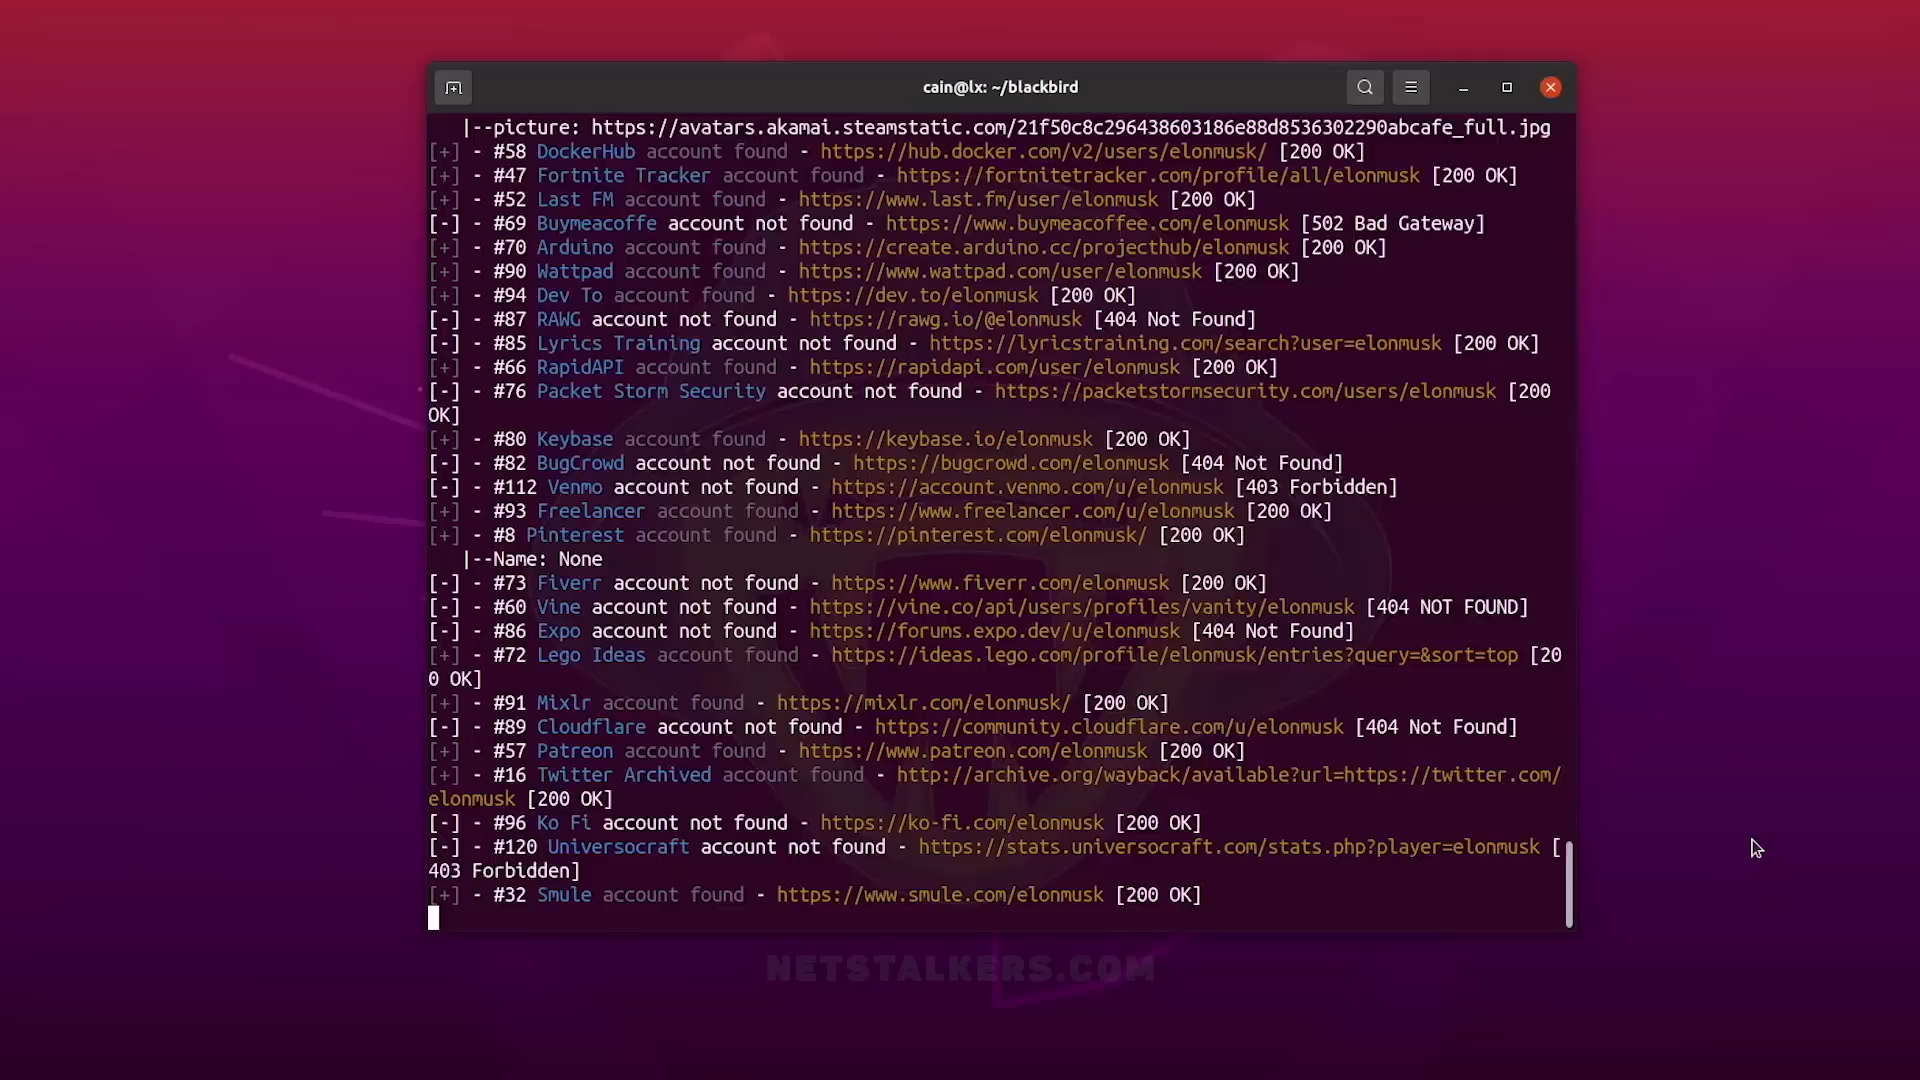 cain@lx: ~/blackbird
|--picture: https://avatars.akamai.steamstatic.com/21f50c8c296438603186e88d8536302290abcafe_full.jpg
[+] - #58 DockerHub account found - https://hub.docker.com/v2/users/elonmusk/ [200 OK]
[+] - #47 Fortnite Tracker account found - https://fortnitetracker.com/profile/all/elonmusk [200 OK]
[+] - #52 Last FM account found - https://www.last.fm/user/elonmusk [200 OK]
[-] - #69 Buymeacoffe account not found - https://www.buymeacoffee.com/elonmusk [502 Bad Gateway]
[+] - #70 Arduino account found - https://create.arduino.cc/projecthub/elonmusk [200 OK]
[+] - #90 Wattpad account found - https://www.wattpad.com/user/elonmusk [200 OK]
[+] - #94 Dev To account found - https://dev.to/elonmusk [200 OK]
[-] - #87 RAWG account not found - https://rawg.io/@elonmusk [404 Not Found]
[-] - #85 Lyrics Training account not found - https://lyricstraining.com/search?user=elonmusk [200 OK]
[+] - #66 RapidAPI account found - https://rapidapi.com/user/elonmusk [200 OK]
[-] - #76 Packet Storm Security account not found - https://packetstormsecurity.com/users/elonmusk [200
OK]
[+] - #80 Keybase account found - https://keybase.io/elonmusk [200 OK]
[-] - #82 BugCrowd account not found - https://bugcrowd.com/elonmusk [404 Not Found]
[-] - #112 Venmo account not found - https://account.venmo.com/u/elonmusk [403 Forbidden]
[+] - #93 Freelancer account found - https://www.freelancer.com/u/elonmusk [200 OK]
[+] - #8 Pinterest account found - https://pinterest.com/elonmusk/ [200 OK]
|--Name: None
[-] - #73 Fiverr account not found - https://www.fiverr.com/elonmusk [200 OK]
[-] - #60 Vine account not found - https://vine.co/api/users/profiles/vanity/elonmusk [404 NOT FOUND]
[-] - #86 Expo account not found - https://forums.expo.dev/u/elonmusk [404 Not Found]
[+] - #72 Lego Ideas account found - https://ideas.lego.com/profile/elonmusk/entries?query=&sort=top [20
0 OK]
[+] - #91 Mixlr account found - https://mixlr.com/elonmusk/ [200 OK]
[-] - #89 Cloudflare account not found - https://community.cloudflare.com/u/elonmusk [404 Not Found]
[+] - #57 Patreon account found - https://www.patreon.com/elonmusk [200 OK]
[+] - #16 Twitter Archived account found - http://archive.org/wayback/available?url=https://twitter.com/
elonmusk [200 OK]
[-] - #96 Ko Fi account not found - https://ko-fi.com/elonmusk [200 OK]
[-] - #120 Universocraft account not found - https://stats.universocraft.com/stats.php?player=elonmusk [
403 Forbidden]
[+] - #32 Smule account found - https://www.smule.com/elonmusk [200 OK]
NETSTALKERS.COM